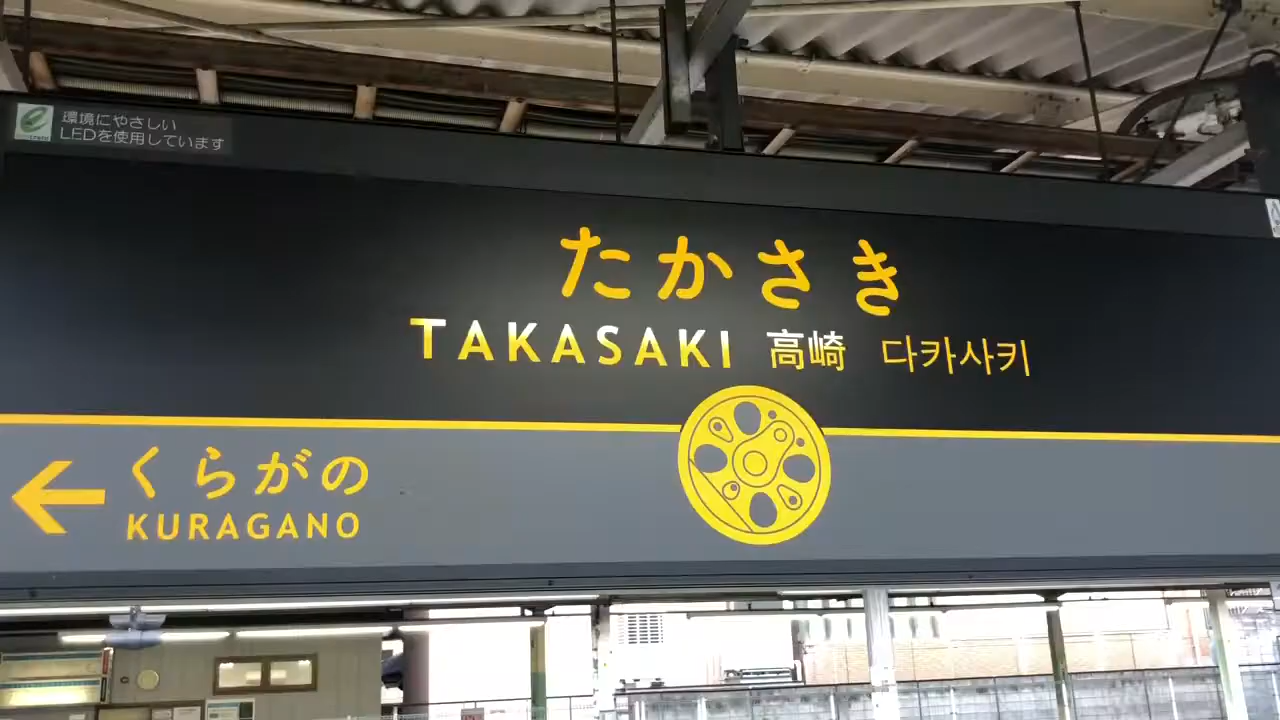 環境にやさしい
LEDを使用しています
たかさき
TAKASAKI 高崎 다카사키
くらがの
KURAGANO